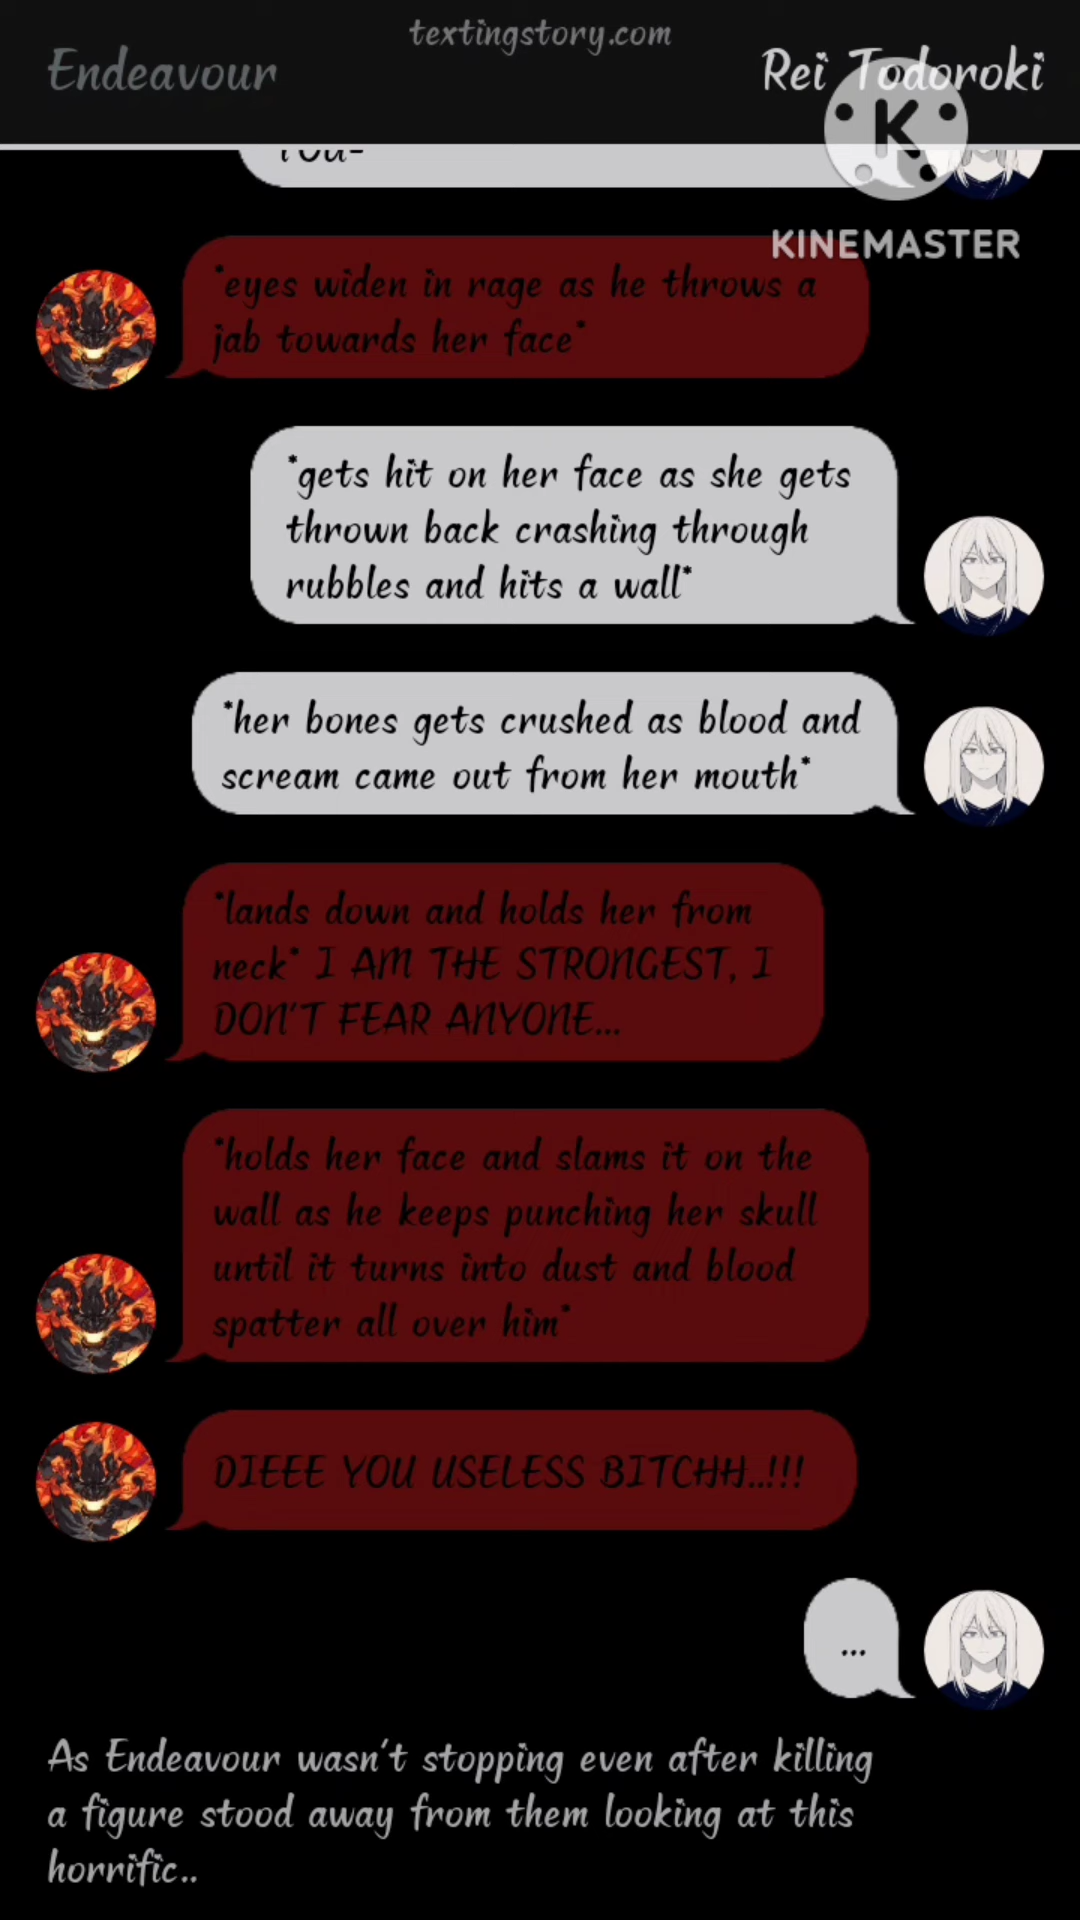 textingstory.com
Endeavour
Rei Todoroki
K
KINEMASTER
You-
*eyes widen in rage as he throws a
jab towards her face*
*gets hit on her face as she gets
thrown back crashing through
rubbles and hits a wall*
*her bones gets crushed as blood and
scream came out from her mouth*
*lands down and holds her from
neck* I AM THE STRONGEST, I
DON'T FEAR ANYONE...
*holds her face and slams it on the
wall as he keeps punching her skull
until it turns into dust and blood
spatter all over him*
DIEEE YOU USELESS BITCHH..!!!
...
As Endeavour wasn't stopping even after killing
a figure stood away from them looking at this
horrific..